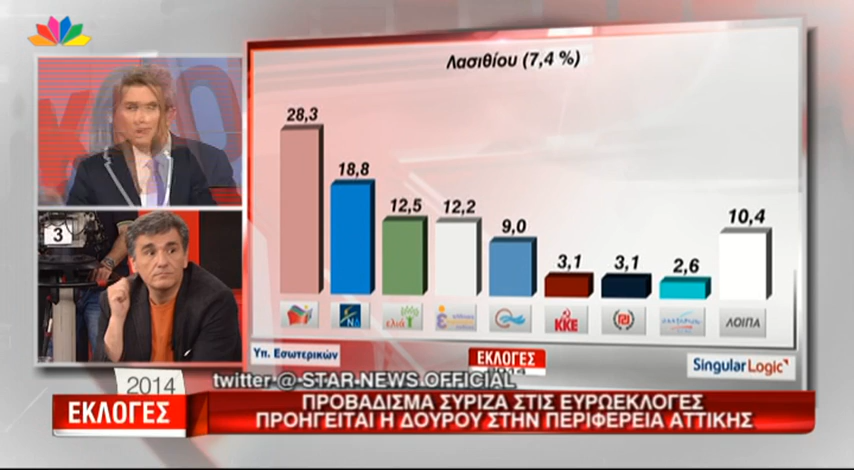 Λασιθίου (7,4 %)
28,3
18,8
12,5
12,2
9,0
3,1
3,1
2,6
10,4
ΝΔ
ελιά
ΚΚΕ
ΛΟΙΠΑ
3
Υπ. Εσωτερικών
ΕΚΛΟΓΕΣ
2014
SingularLogic
2014
twitter @ STAR NEWS OFFICIAL
ΕΚΛΟΓΕΣ
ΠΡΟΒΑΔΙΣΜΑ ΣΥΡΙΖΑ ΣΤΙΣ ΕΥΡΩΕΚΛΟΓΕΣ
ΠΡΟΗΓΕΙΤΑΙ Η ΔΟΥΡΟΥ ΣΤΗΝ ΠΕΡΙΦΕΡΕΙΑ ΑΤΤΙΚΗΣ